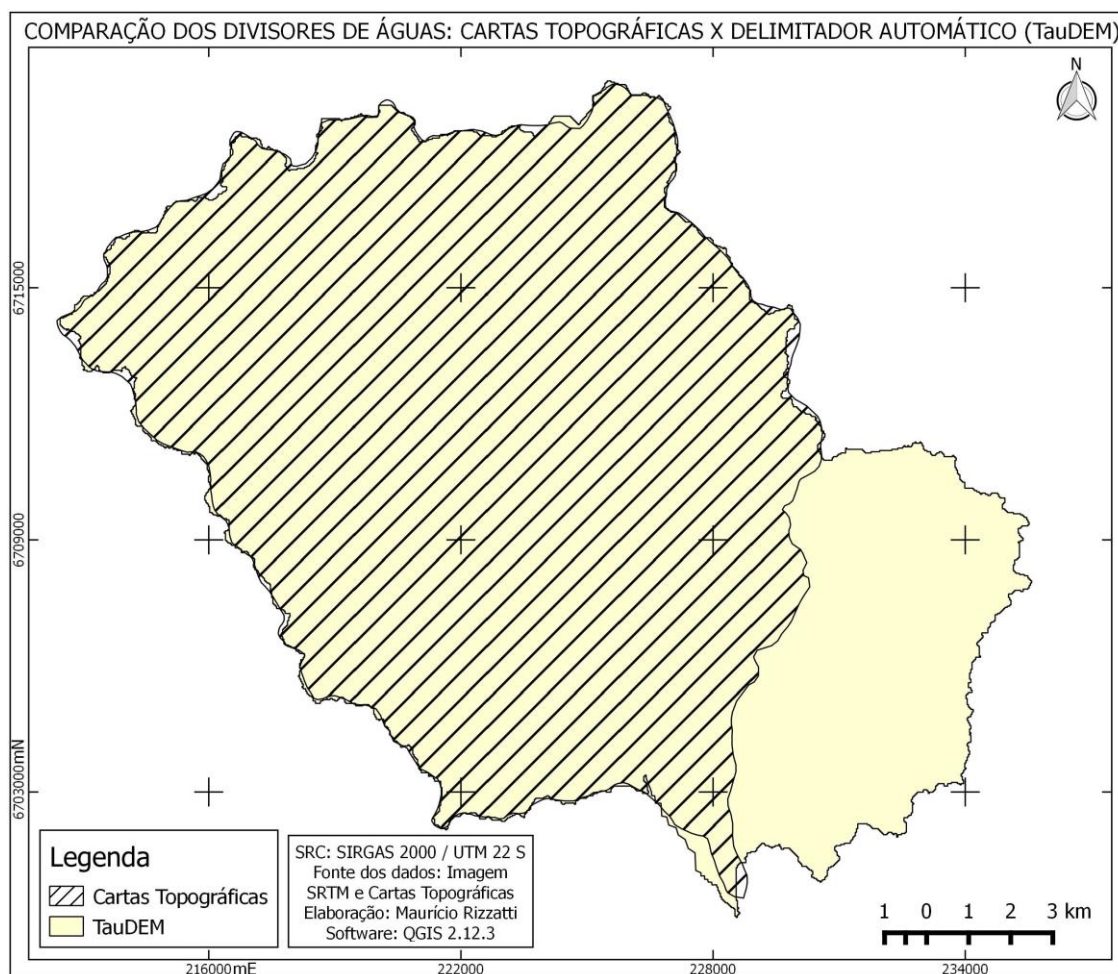 COMPARAÇÃO DOS DIVISORES DE ÁGUAS: CARTAS TOPOGRÁFICAS X DELIMITADOR AUTOMÁTICO (TauDEM)
N
6715000
6709000
6703000mN
Legenda
Cartas Topográficas
TauDEM
SRC: SIRGAS 2000 / UTM 22 S
Fonte dos dados: Imagem
SRTM e Cartas Topográficas
Elaboração: Maurício Rizzatti
Software: QGIS 2.12.3
1 0 1 2 3 km
216000mE 222000 228000 234000